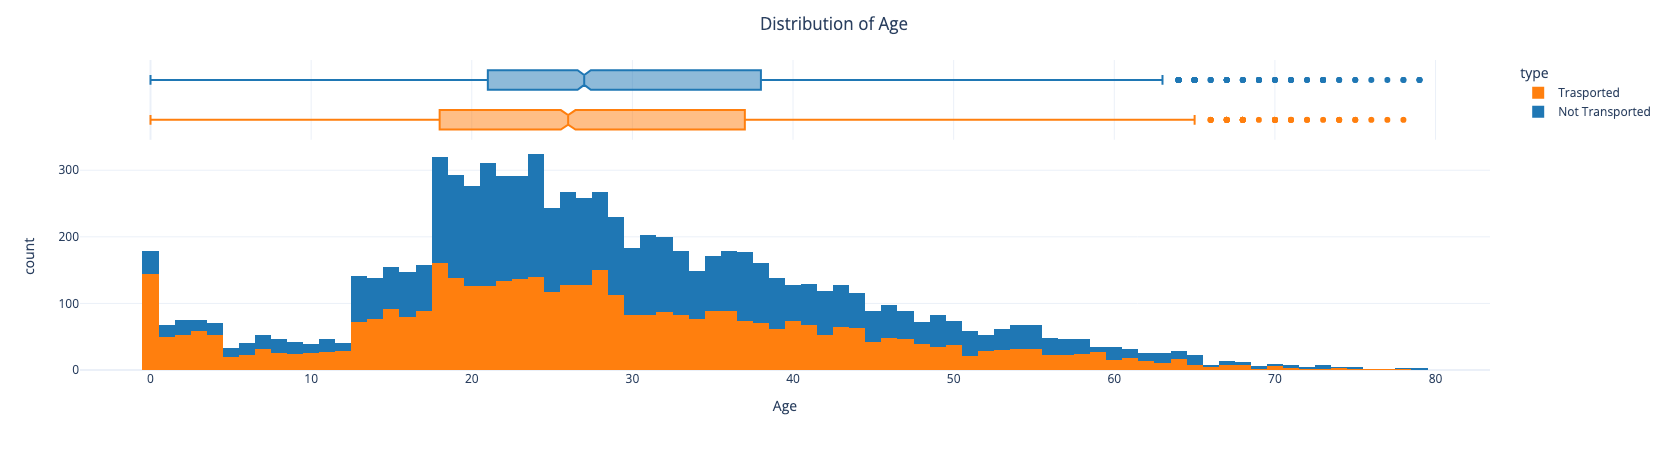 Distribution of Age
type
Trasported
Not Transported
300
200
100
0
count
0 10 20 30 40 50 60 70 80
Age